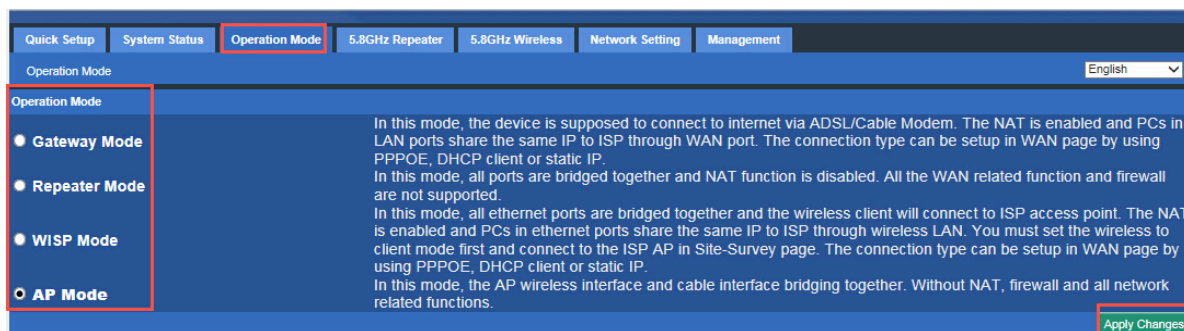 Quick Setup System Status Operation Mode 5.8GHz Repeater 5.8GHz Wireless Network Setting Management
Operation Mode English
Operation Mode
Gateway Mode
In this mode, the device is supposed to connect to internet via ADSL/Cable Modem. The NAT is enabled and PCs in
LAN ports share the same IP to ISP through WAN port. The connection type can be setup in WAN page by using
PPPOE, DHCP client or static IP.
Repeater Mode
In this mode, all ports are bridged together and NAT function is disabled. All the WAN related function and firewall
are not supported.
WISP Mode
In this mode, all ethernet ports are bridged together and the wireless client will connect to ISP access point. The NAT
is enabled and PCs in ethernet ports share the same IP to ISP through wireless LAN. You must set the wireless to
client mode first and connect to the ISP AP in Site-Survey page. The connection type can be setup in WAN page by
using PPPOE, DHCP client or static IP.
AP Mode
In this mode, the AP wireless interface and cable interface bridging together. Without NAT, firewall and all network
related functions.
Apply Changes